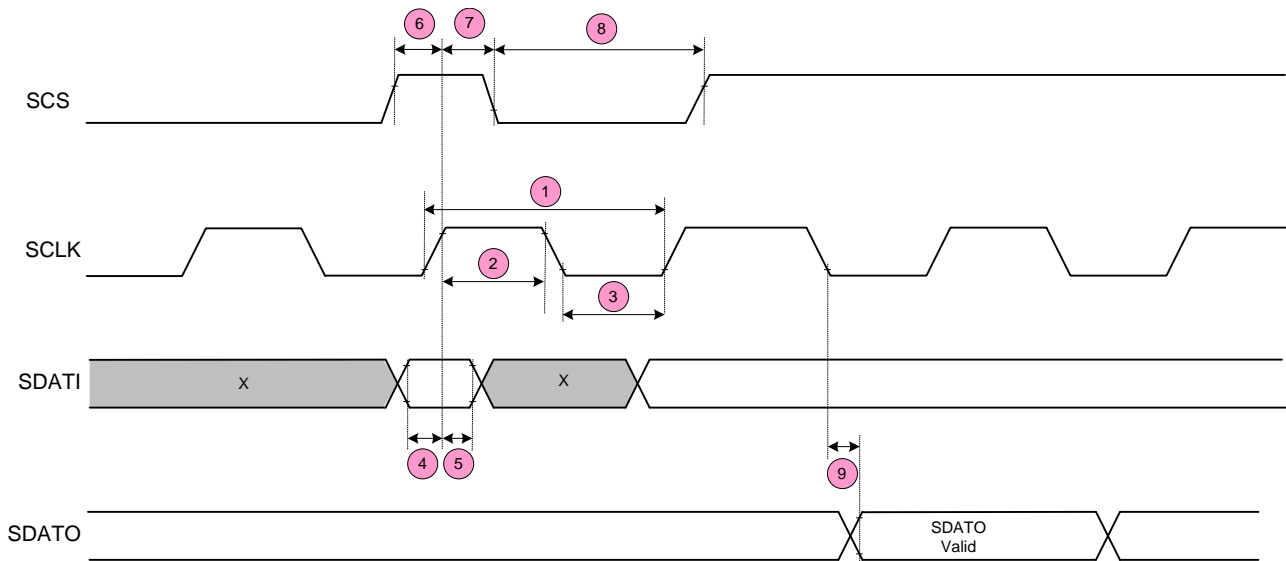 6 7 8
SCS
1
SCLK
2
3
SDATI X X
4 5 9
SDATO SDATO
Valid